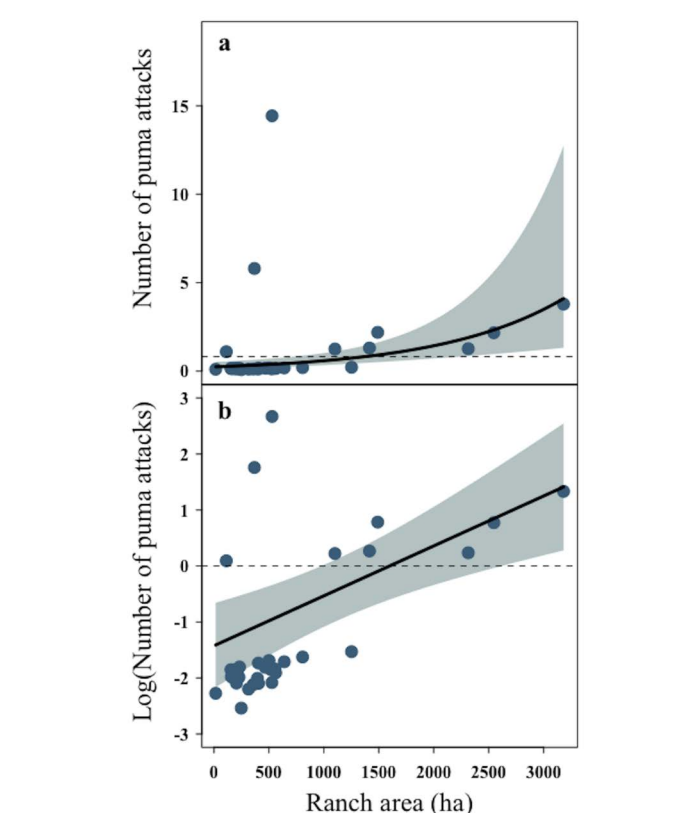 a
Number of puma attacks
15
10
5
0
b
Log(Number of puma attacks)
3
2
1
0
-1
-2
-3
0 500 1000 1500 2000 2500 3000
Ranch area (ha)